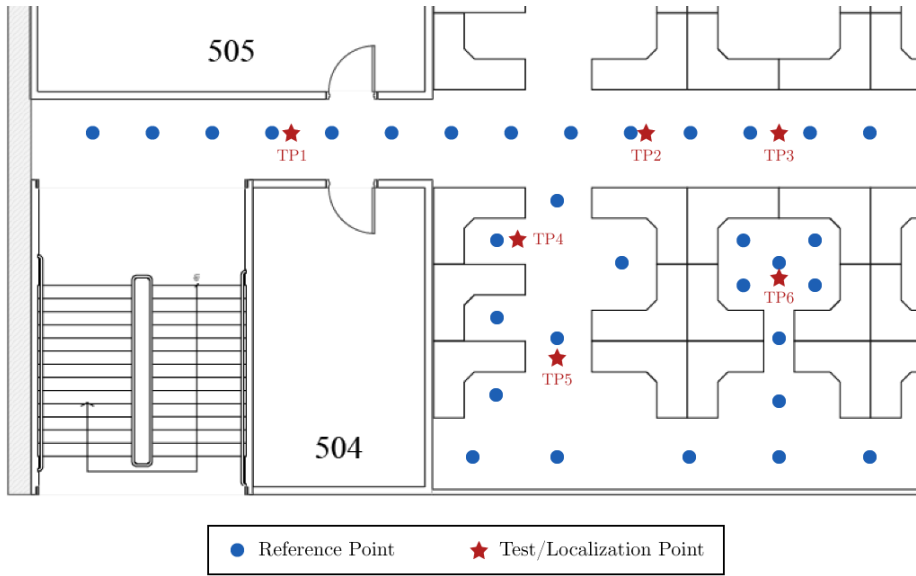 505
TP1
TP2
TP3
TP4
TP6
TP5
504
Reference Point
Test/Localization Point